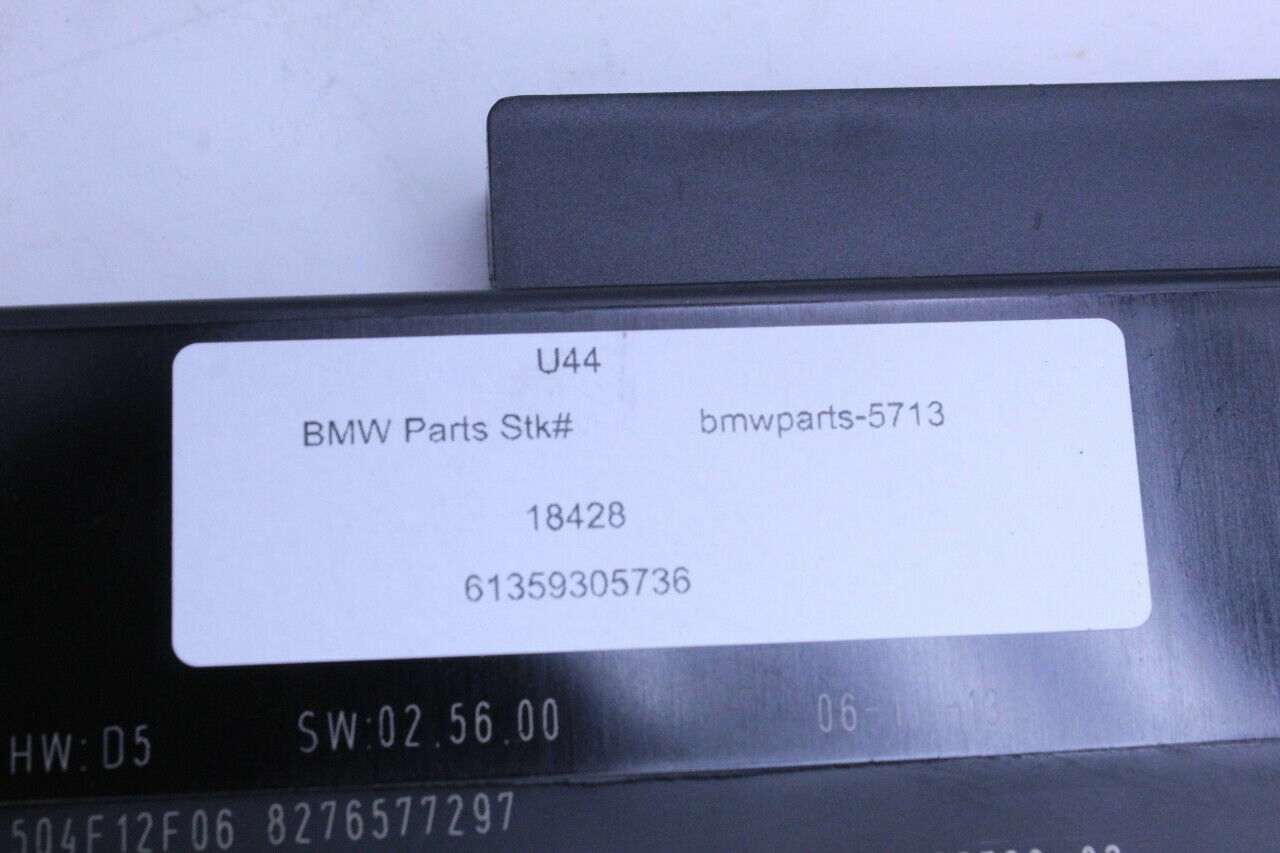 U44
BMW Parts Stk# bmwparts-5713
18428
61359305736
HW:D5 SW:02.56.00
504F12F06 8276577297